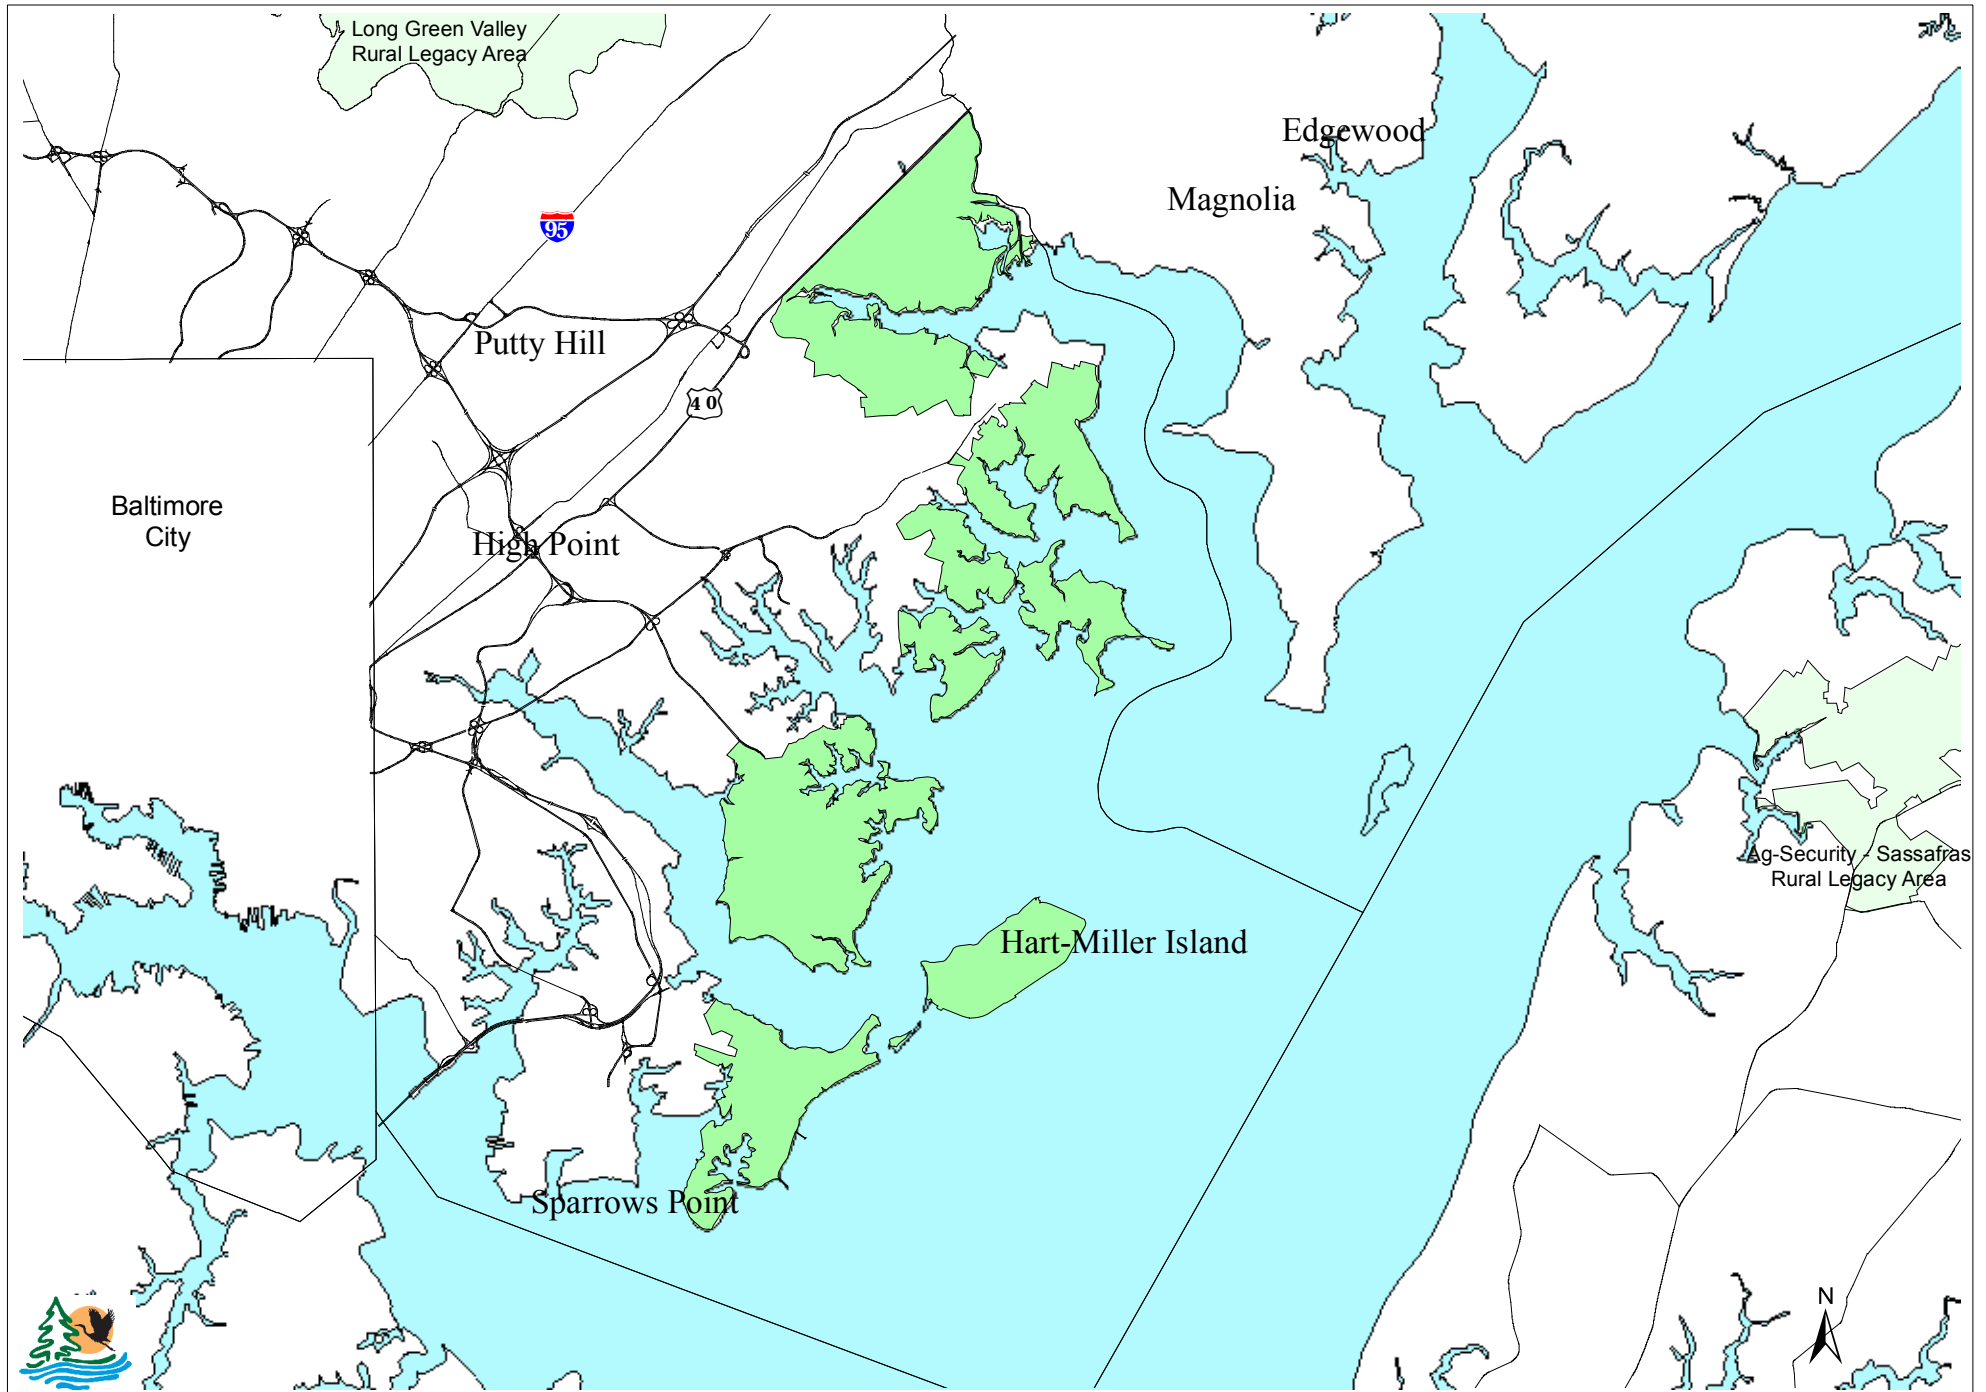 Long Green Valley
Rural Legacy Area
Edgewood
Magnolia
95
Putty Hill
40
Baltimore
City
High Point
Ag-Security - Sassafras
Rural Legacy Area
Hart-Miller Island
Sparrows Point
N